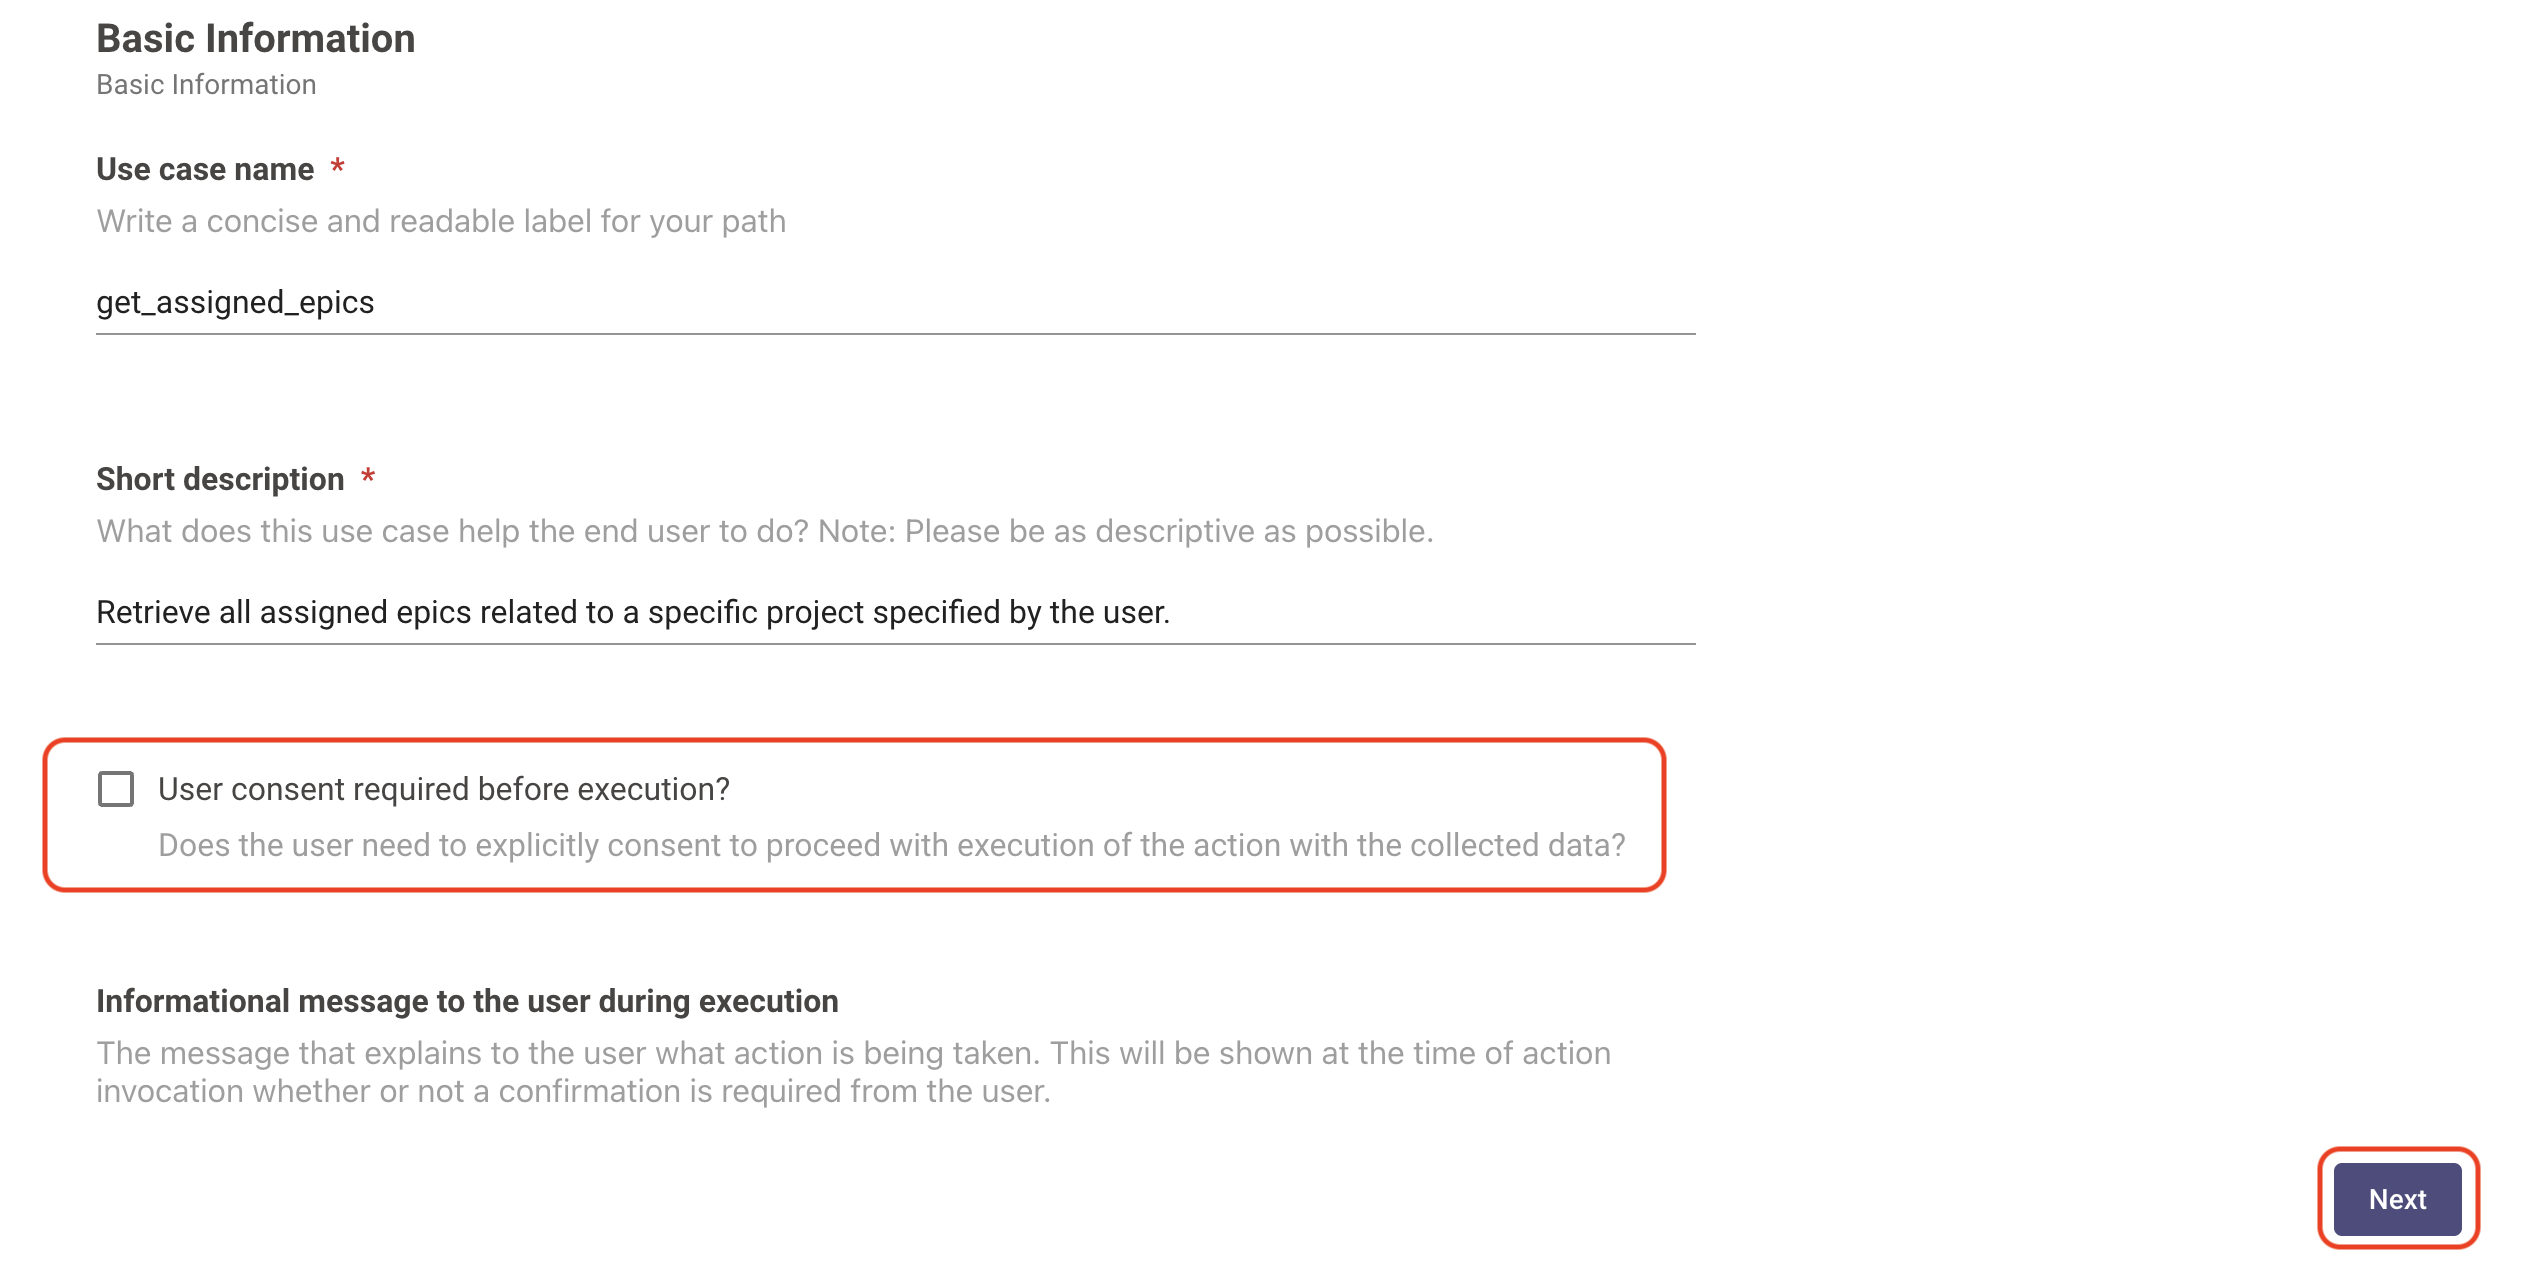 Basic Information
Basic Information
Use case name *
Write a concise and readable label for your path
get_assigned_epics
Short description *
What does this use case help the end user to do? Note: Please be as descriptive as possible.
Retrieve all assigned epics related to a specific project specified by the user.
User consent required before execution?
Does the user need to explicitly consent to proceed with execution of the action with the collected data?
Informational message to the user during execution
The message that explains to the user what action is being taken. This will be shown at the time of action
invocation whether or not a confirmation is required from the user.
Next